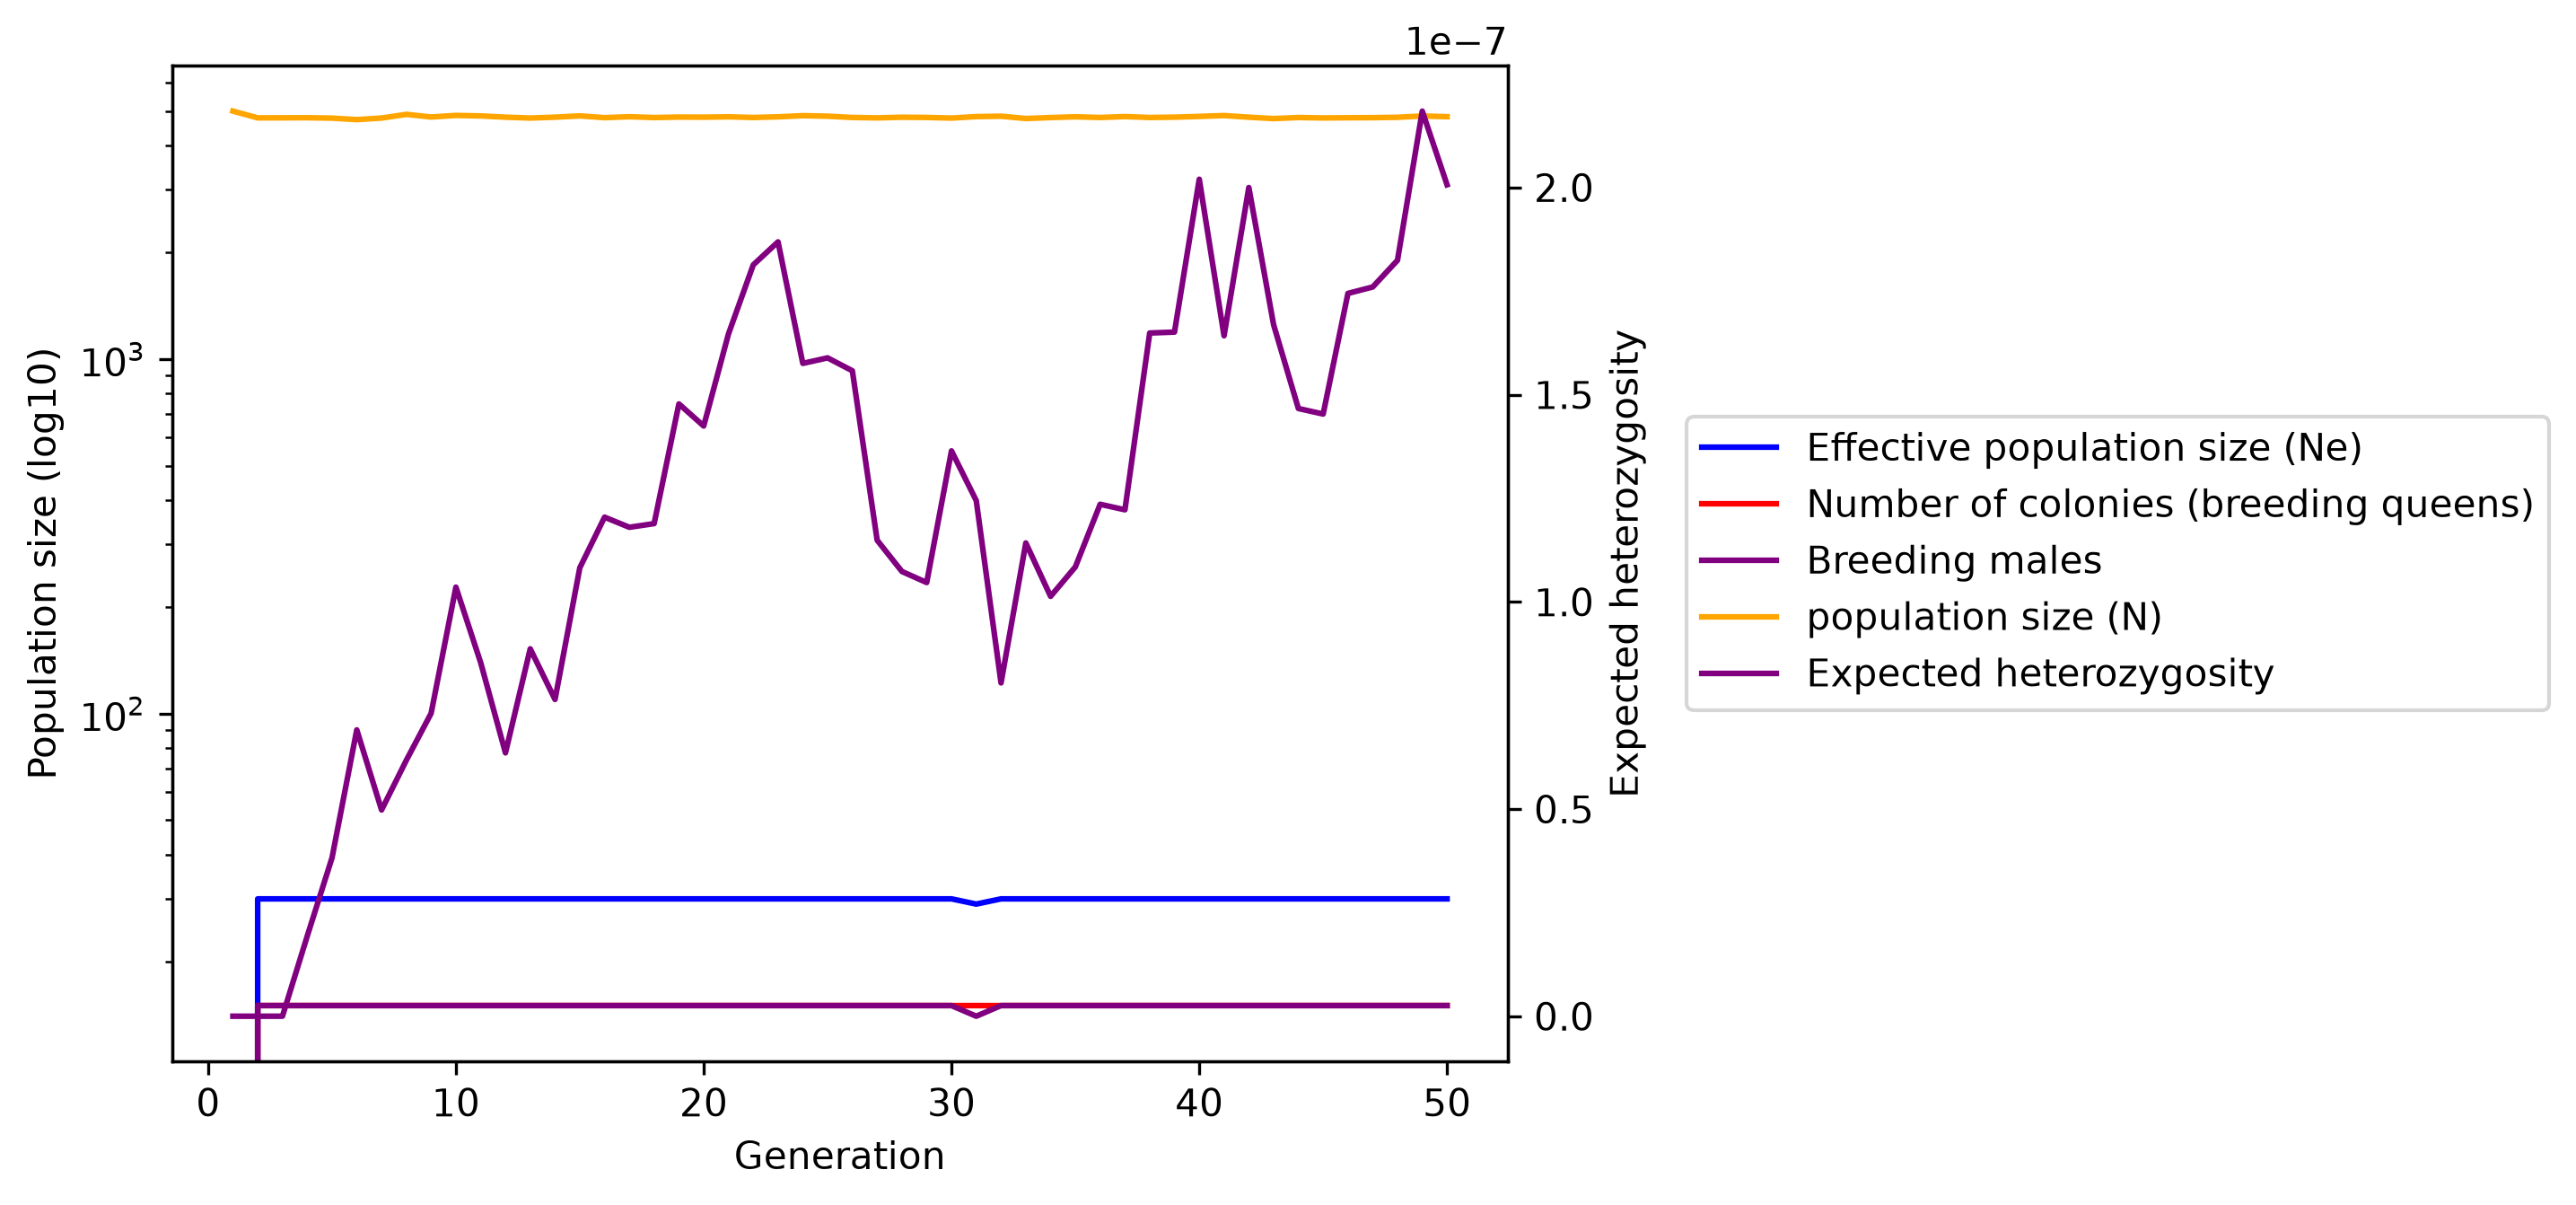 1e−7
Population size (log10)
10³
10²
2.0
1.5
1.0
0.5
0.0
Expected heterozygosity
0 10 20 30 40 50
Generation
Effective population size (Ne)
Number of colonies (breeding queens)
Breeding males
population size (N)
Expected heterozygosity